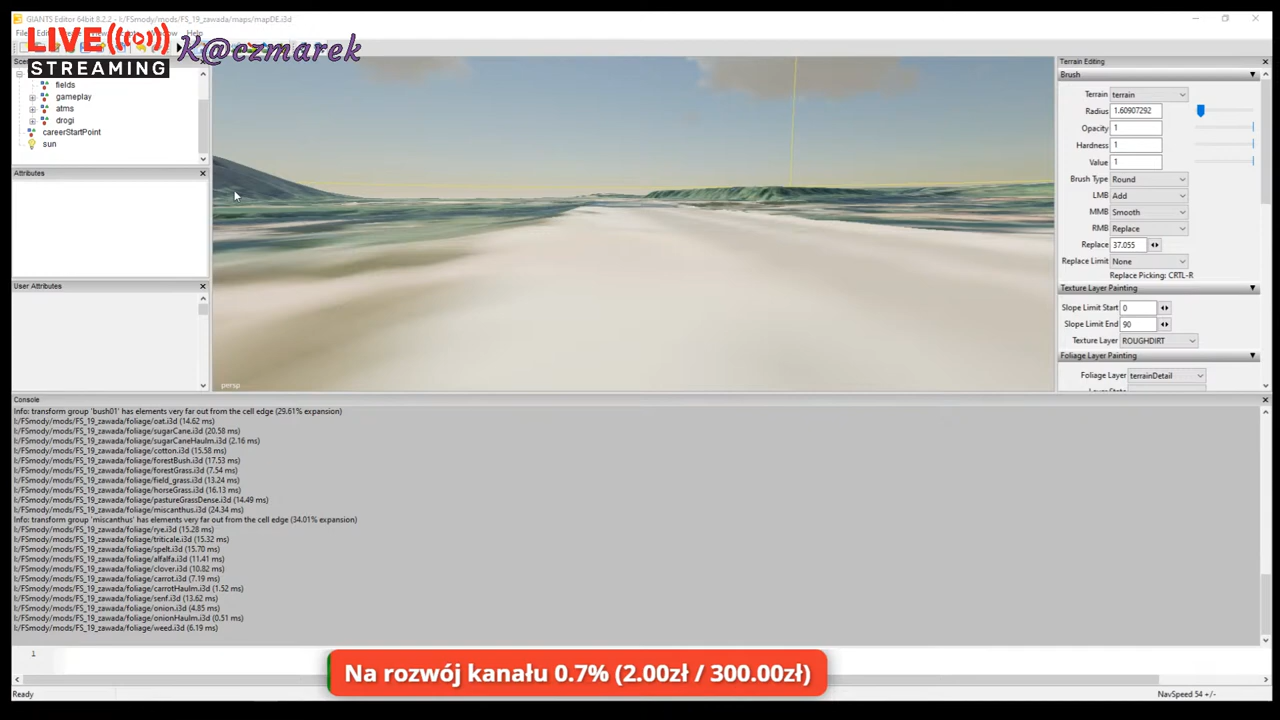 GIANTS Editor 64bit 8.2.2 - I:/FSmody/mods/FS_19_zawada/maps/mapDE.i3d
LIVE
STREAMING
K@czmarek
Help
fields
gameplay
atms
drogi
careerStartPoint
sun
Attributes
User Attributes
persp
Terrain Editing
Brush
Terrain terrain
Radius 1.60907292
Opacity 1
Hardness 1
Value 1
Brush Type Round
LMB Add
MMB Smooth
RMB Replace
Replace 37.055
Replace Limit None
Replace Picking: CRTL-R
Texture Layer Painting
Slope Limit Start 0
Slope Limit End 90
Texture Layer ROUGHDIRT
Foliage Layer Painting
Foliage Layer terrainDetail
Console
Info: transform group 'bush01' has elements very far out from the cell edge (29.61% expansion)
I:/FSmody/mods/FS_19_zawada/foliage/oat.i3d (14.62 ms)
I:/FSmody/mods/FS_19_zawada/foliage/sugarCane.i3d (20.58 ms)
I:/FSmody/mods/FS_19_zawada/foliage/sugarCaneHaulm.i3d (2.16 ms)
I:/FSmody/mods/FS_19_zawada/foliage/cotton.i3d (15.58 ms)
I:/FSmody/mods/FS_19_zawada/foliage/forestBush.i3d (17.53 ms)
I:/FSmody/mods/FS_19_zawada/foliage/forestGrass.i3d (7.54 ms)
I:/FSmody/mods/FS_19_zawada/foliage/field_grass.i3d (13.24 ms)
I:/FSmody/mods/FS_19_zawada/foliage/horseGrass.i3d (16.13 ms)
I:/FSmody/mods/FS_19_zawada/foliage/pastureGrassDense.i3d (14.49 ms)
I:/FSmody/mods/FS_19_zawada/foliage/miscanthus.i3d (24.34 ms)
Info: transform group 'miscanthus' has elements very far out from the cell edge (34.01% expansion)
I:/FSmody/mods/FS_19_zawada/foliage/rye.i3d (15.28 ms)
I:/FSmody/mods/FS_19_zawada/foliage/triticale.i3d (15.32 ms)
I:/FSmody/mods/FS_19_zawada/foliage/spelt.i3d (15.70 ms)
I:/FSmody/mods/FS_19_zawada/foliage/alfalfa.i3d (11.41 ms)
I:/FSmody/mods/FS_19_zawada/foliage/clover.i3d (10.82 ms)
I:/FSmody/mods/FS_19_zawada/foliage/carrot.i3d (7.19 ms)
I:/FSmody/mods/FS_19_zawada/foliage/carrotHaulm.i3d (1.52 ms)
I:/FSmody/mods/FS_19_zawada/foliage/senf.i3d (13.62 ms)
I:/FSmody/mods/FS_19_zawada/foliage/onion.i3d (4.85 ms)
I:/FSmody/mods/FS_19_zawada/foliage/onionHaulm.i3d (0.51 ms)
I:/FSmody/mods/FS_19_zawada/foliage/weed.i3d (6.19 ms)
1
Na rozwój kanału 0.7% (2.00zł / 300.00zł)
Ready
NavSpeed 54 +/-